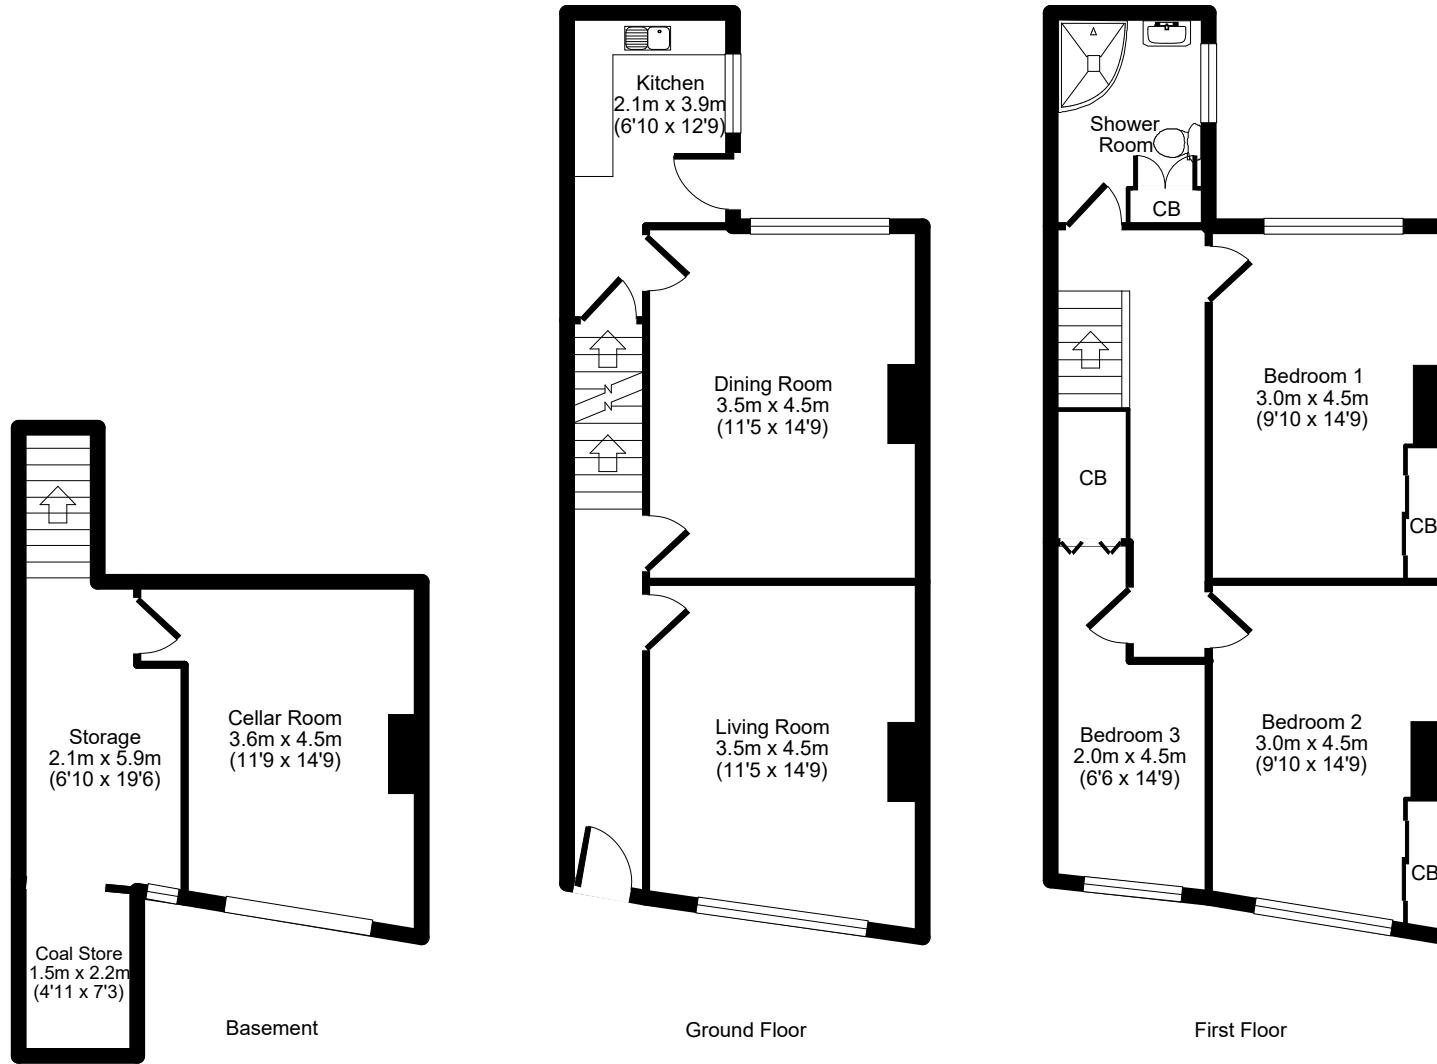 Kitchen
2.1m x 3.9m
(6'10 x 12'9)
Dining Room
3.5m x 4.5m
(11'5 x 14'9)
Living Room
3.5m x 4.5m
(11'5 x 14'9)
Ground Floor
Storage
2.1m x 5.9m
(6'10 x 19'6)
Cellar Room
3.6m x 4.5m
(11'9 x 14'9)
Coal Store
1.5m x 2.2m
(4'11 x 7'3)
Basement
Shower
Room
CB
Bedroom 1
3.0m x 4.5m
(9'10 x 14'9)
CB
CB
Bedroom 2
3.0m x 4.5m
(9'10 x 14'9)
Bedroom 3
2.0m x 4.5m
(6'6 x 14'9)
CB
First Floor